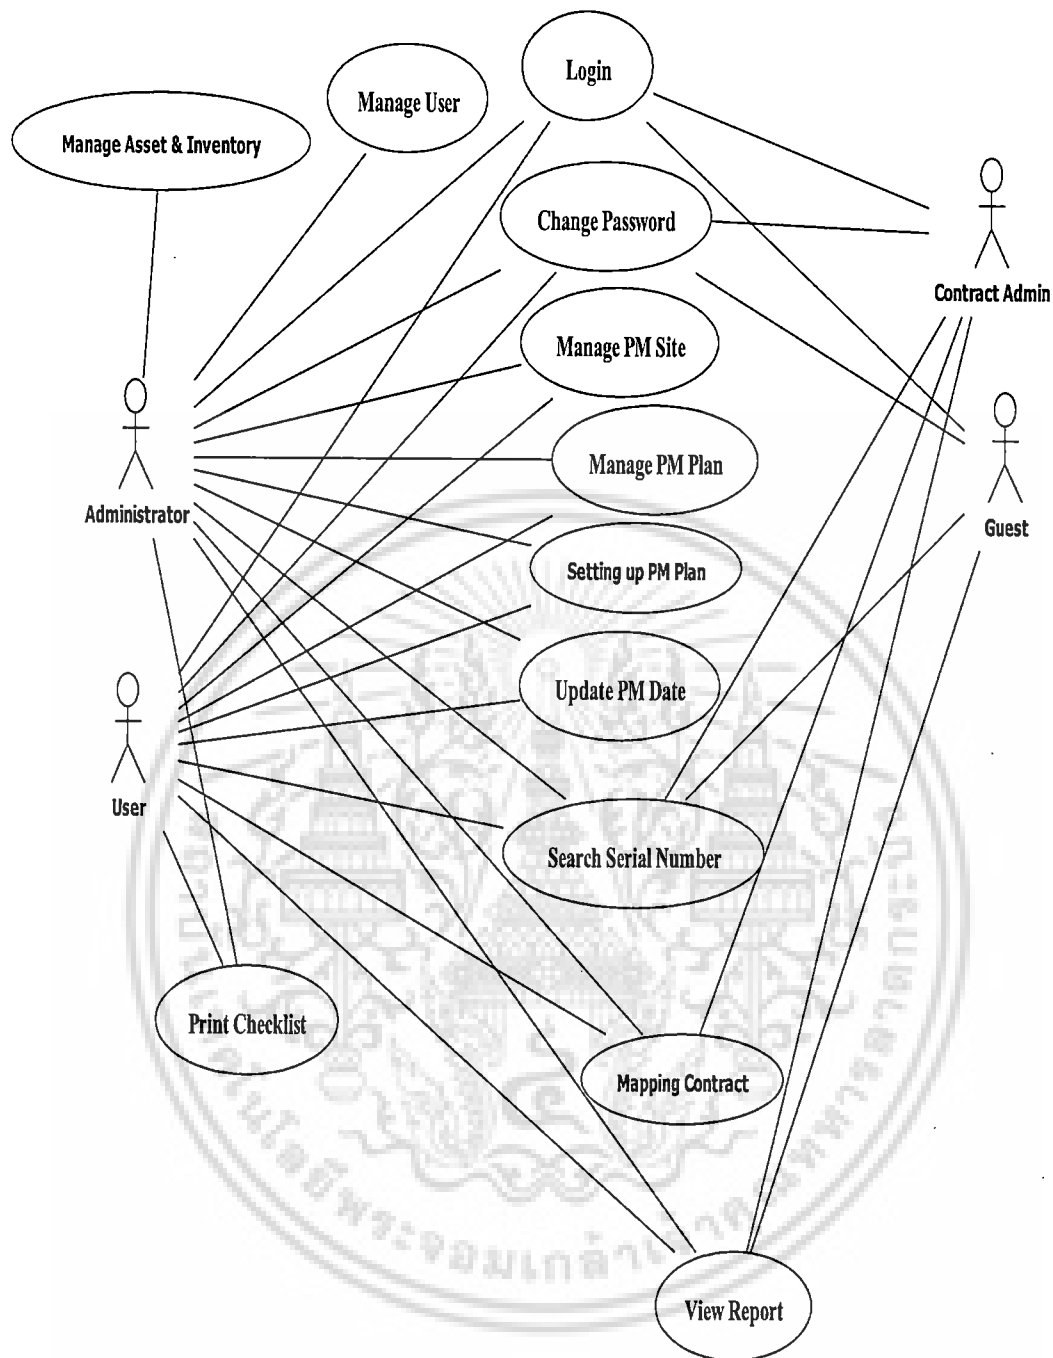 Login
Manage User
Manage Asset & Inventory
Change Password
Contract Admin
Manage PM Site
Manage PM Plan
Administrator
Guest
Setting up PM Plan
Update PM Date
User
Search Serial Number
Print Checklist
Mapping Contract
View Report